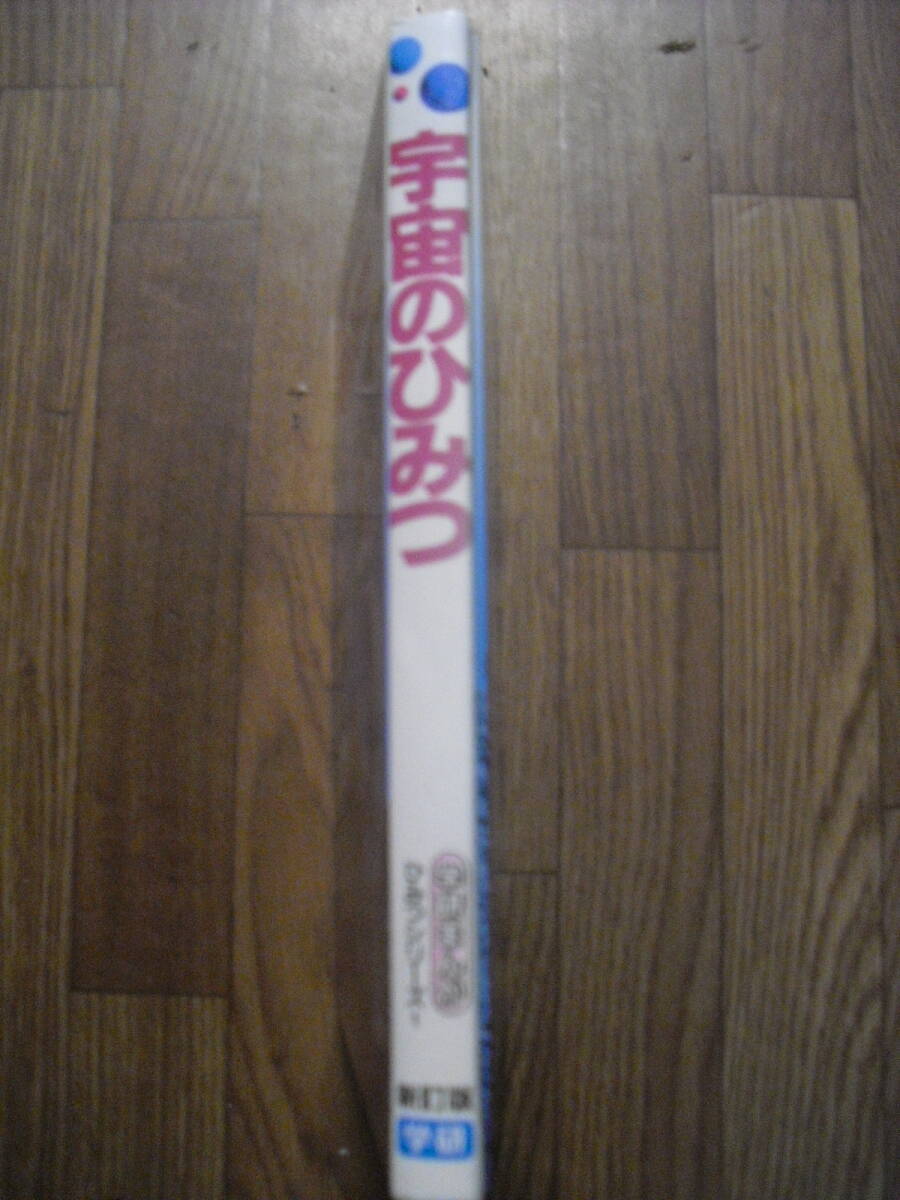 宇宙のひみつ
ひみつシリーズ
新訂版
学研